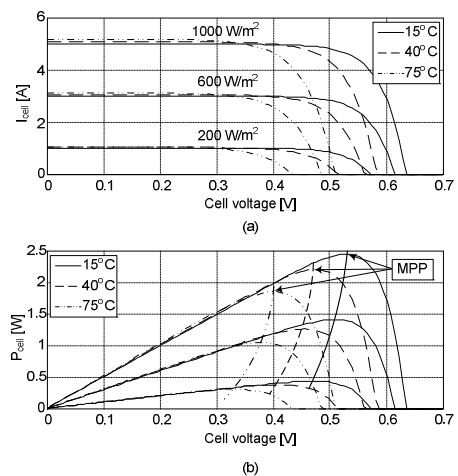 1000 W/m²
15°C
40°C
75°C
600 W/m²
200 W/m²
I_cell [A]
6
4
2
0
0 0.1 0.2 0.3 0.4 0.5 0.6 0.7
Cell voltage [V]
(a)
15°C
40°C
75°C
MPP
P_cell [W]
2.5
2
1.5
1
0.5
0
0 0.1 0.2 0.3 0.4 0.5 0.6 0.7
Cell voltage [V]
(b)